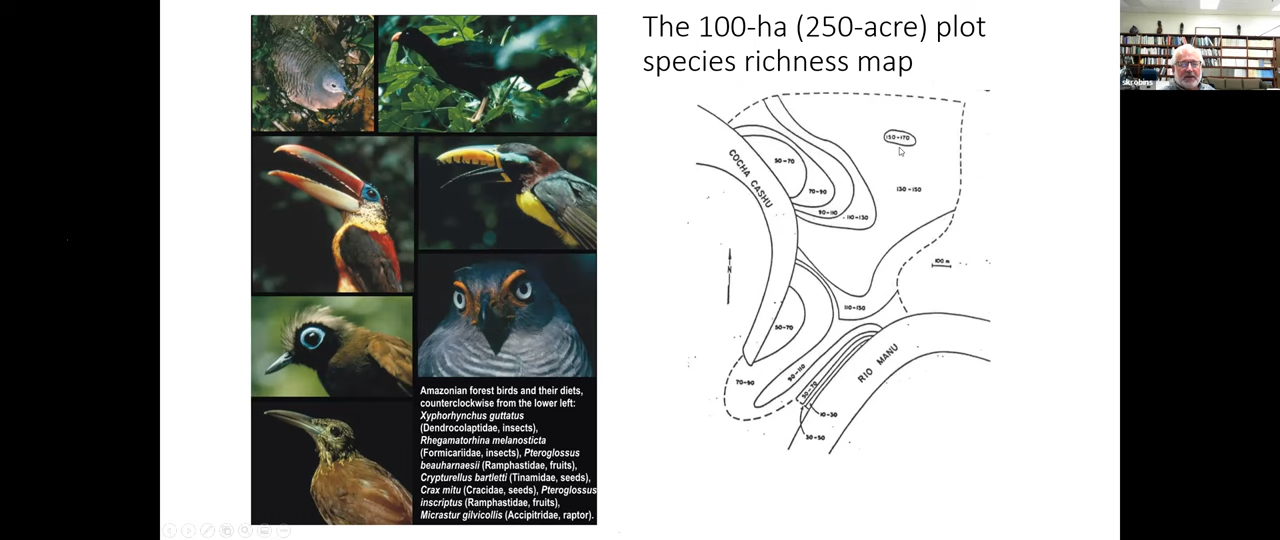 The 100-ha (250-acre) plot
species richness map
skrobins
Amazonian forest birds and their diets,
counterclockwise from the lower left:
Xyphorhynchus guttatus
(Dendrocolaptidae, insects),
Rhegamatorhina melanosticta
(Formicariidae, insects), Pteroglossus
beauharnaesii (Ramphastidae, fruits),
Crypturellus bartletti (Tinamidae, seeds),
Crax mitu (Cracidae, seeds), Pteroglossus
inscriptus (Ramphastidae, fruits),
Micrastur gilvicollis (Accipitridae, raptor).
COCHA CASHU
50-70
70-90
90-110
110-130
150-170
130-150
N
100 m
110-130
50-70
70-90
90-110
50-70
RIO MANU
10-30
30-50